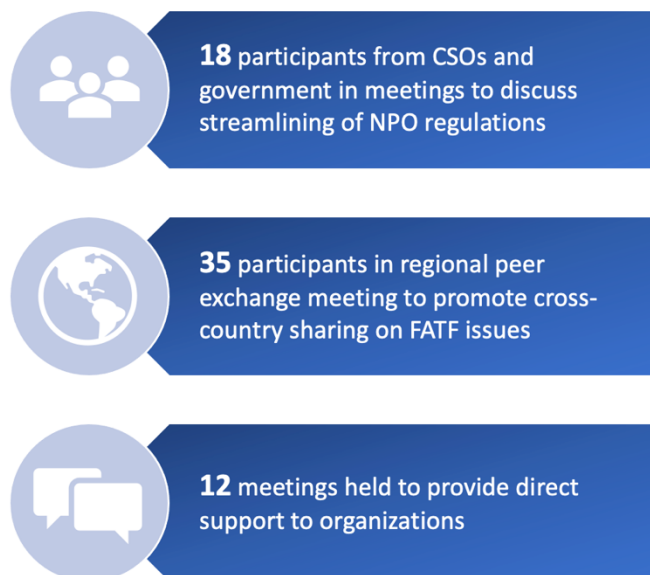 18 participants from CSOs and
government in meetings to discuss
streamlining of NPO regulations
35 participants in regional peer
exchange meeting to promote cross-
country sharing on FATF issues
12 meetings held to provide direct
support to organizations